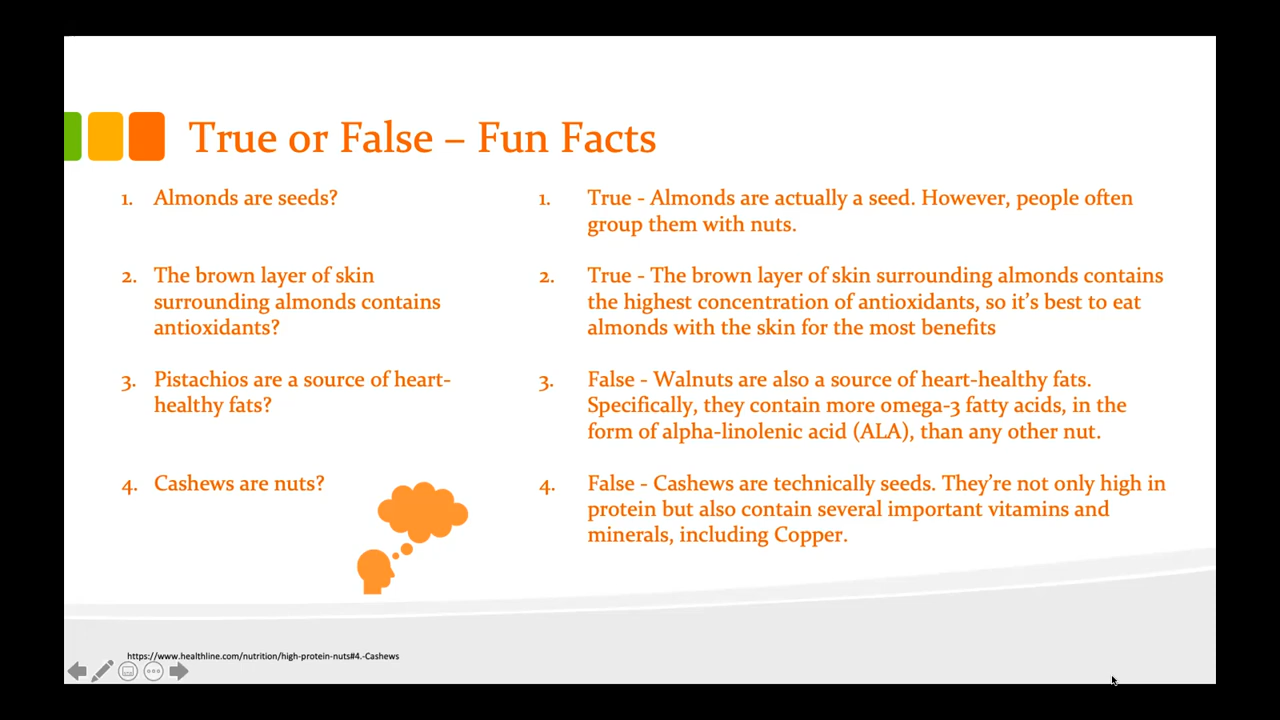 True or False – Fun Facts
1. Almonds are seeds?
2. The brown layer of skin
surrounding almonds contains
antioxidants?
3. Pistachios are a source of heart-
healthy fats?
4. Cashews are nuts?
1. True - Almonds are actually a seed. However, people often
group them with nuts.
2. True - The brown layer of skin surrounding almonds contains
the highest concentration of antioxidants, so it’s best to eat
almonds with the skin for the most benefits
3. False - Walnuts are also a source of heart-healthy fats.
Specifically, they contain more omega-3 fatty acids, in the
form of alpha-linolenic acid (ALA), than any other nut.
4. False - Cashews are technically seeds. They’re not only high in
protein but also contain several important vitamins and
minerals, including Copper.
https://www.healthline.com/nutrition/high-protein-nuts#4.-Cashews